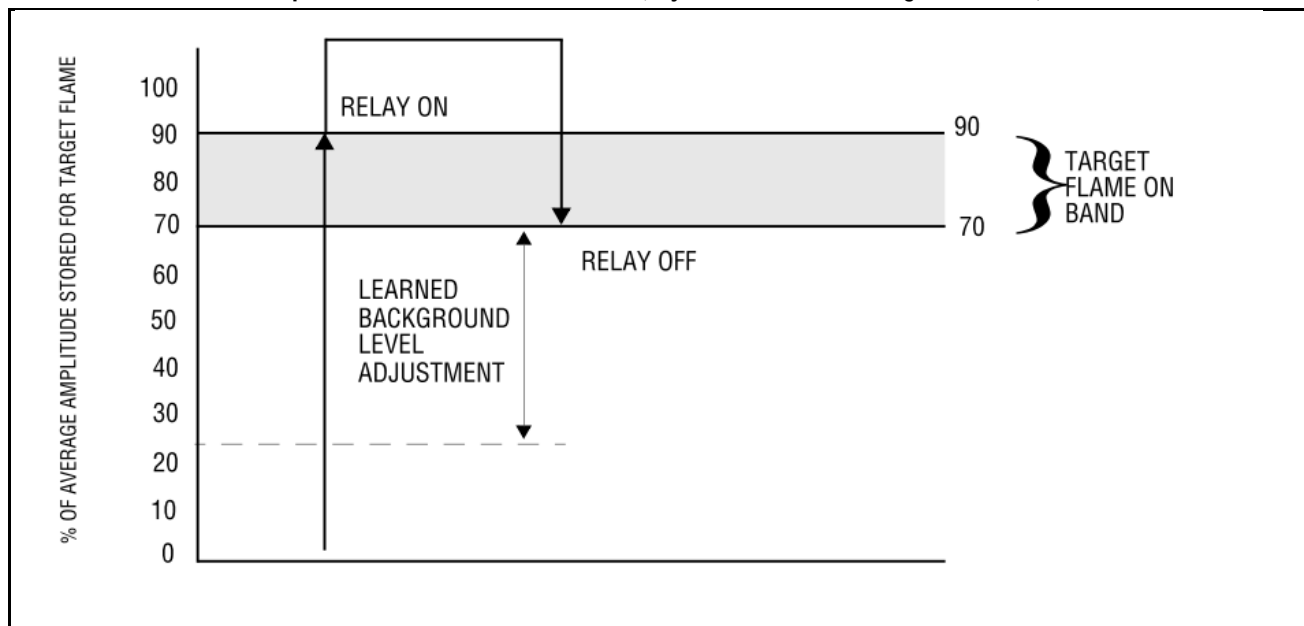 % OF AVERAGE AMPLITUDE STORED FOR TARGET FLAME
100
90
80
70
60
50
40
30
20
10
0
RELAY ON
90
TARGET
FLAME ON
BAND
70
RELAY OFF
LEARNED
BACKGROUND
LEVEL
ADJUSTMENT